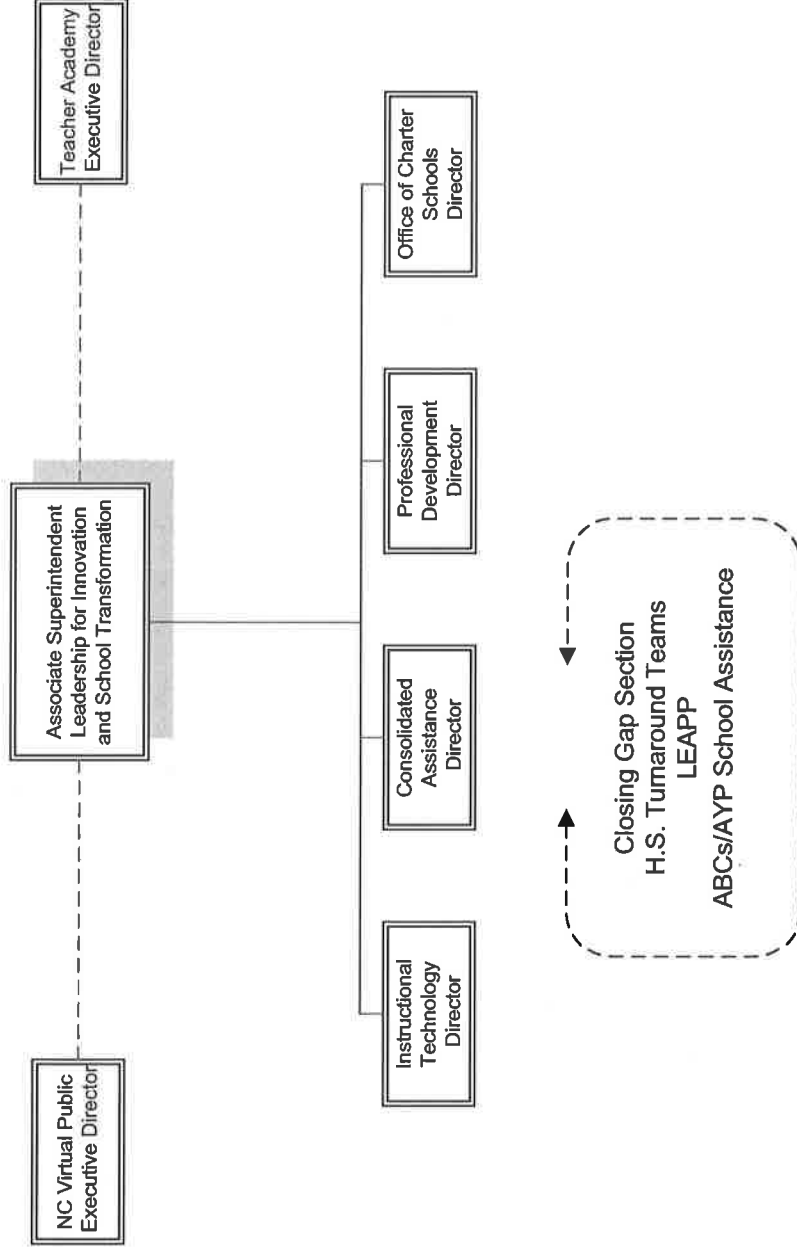 Associate Superintendent
Leadership for Innovation
and School Transformation
NC Virtual Public
Executive Director
Teacher Academy
Executive Director
Instructional
Technology
Director
Consolidated
Assistance
Director
Professional
Development
Director
Office of Charter
Schools
Director
Closing Gap Section
H.S. Turnaround Teams
LEAPP
ABCs/AYP School Assistance